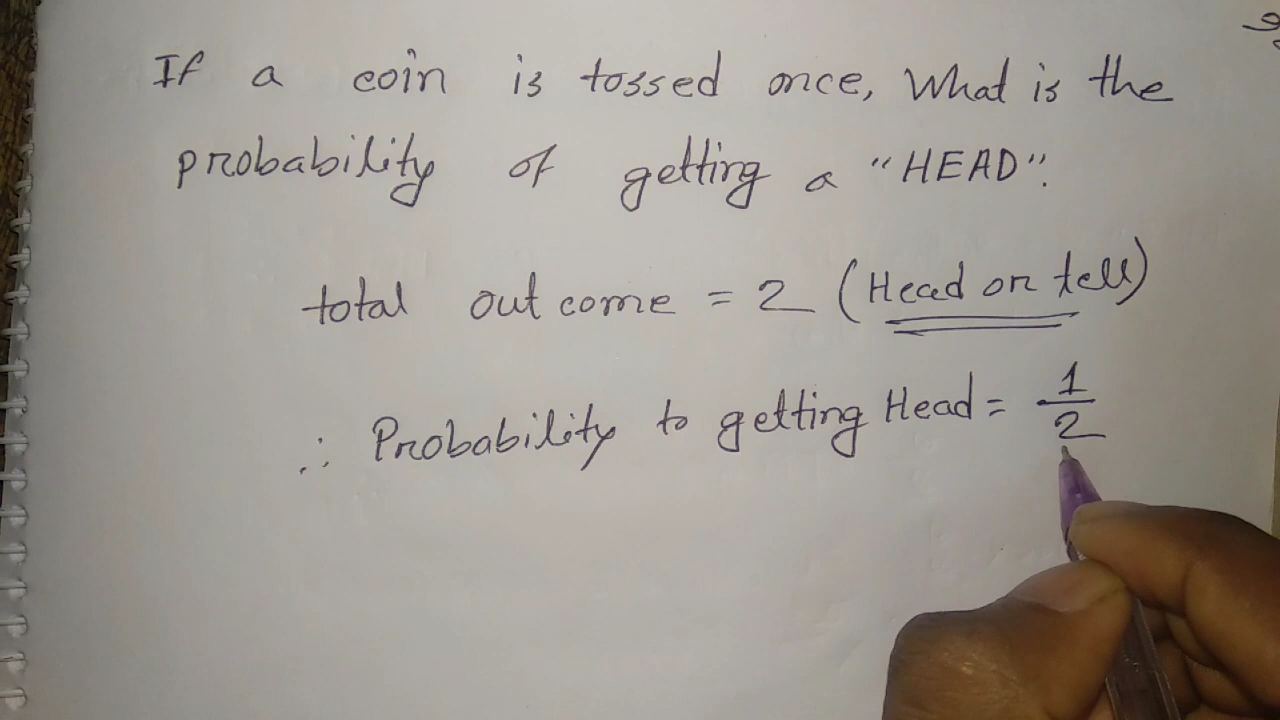 If a coin is tossed once, What is the
probability of getting a "HEAD".
total out come = 2 (Head or tell)
∴ Probability to getting Head = 1/2